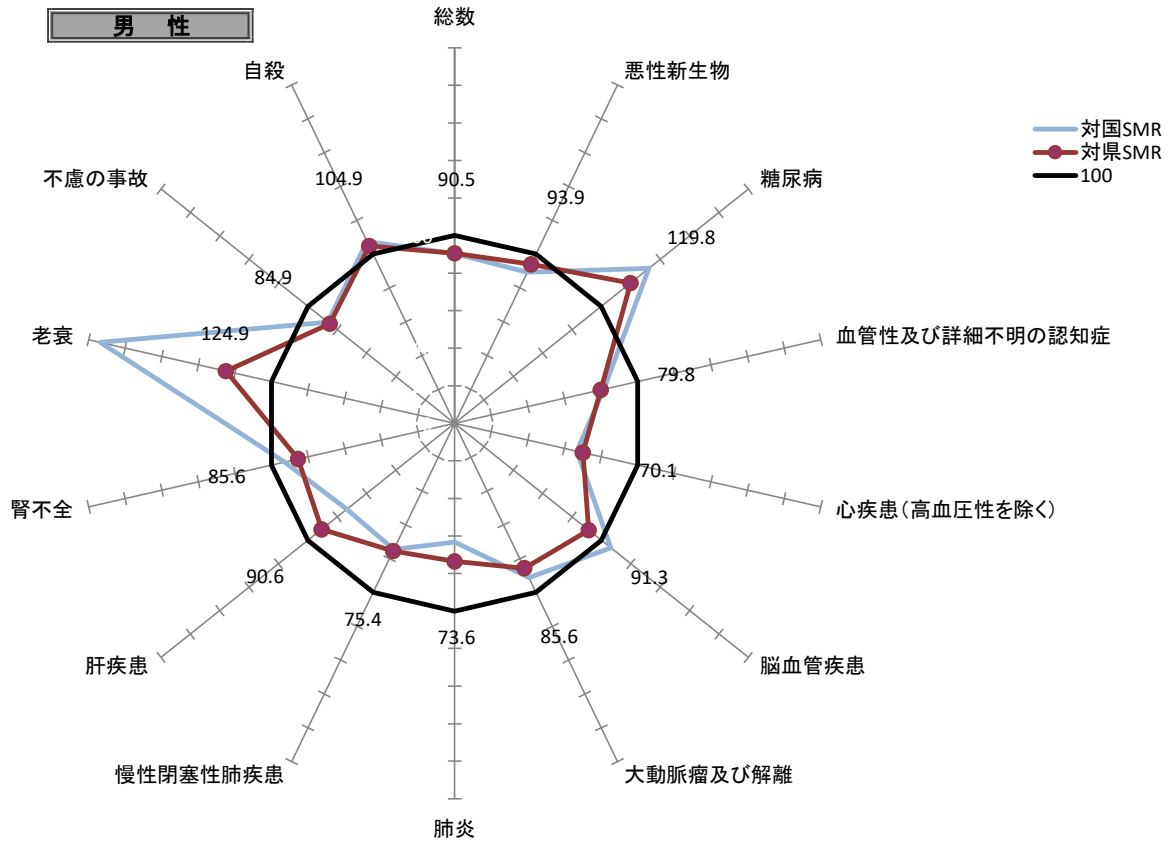 男 性
総数
悪性新生物
糖尿病
血管性及び詳細不明の認知症
心疾患(高血圧性を除く)
脳血管疾患
大動脈瘤及び解離
肺炎
慢性閉塞性肺疾患
肝疾患
腎不全
老衰
不慮の事故
自殺
90.5
93.9
119.8
79.8
70.1
91.3
85.6
73.6
75.4
90.6
85.6
124.9
84.9
104.9
対国SMR
対県SMR
100